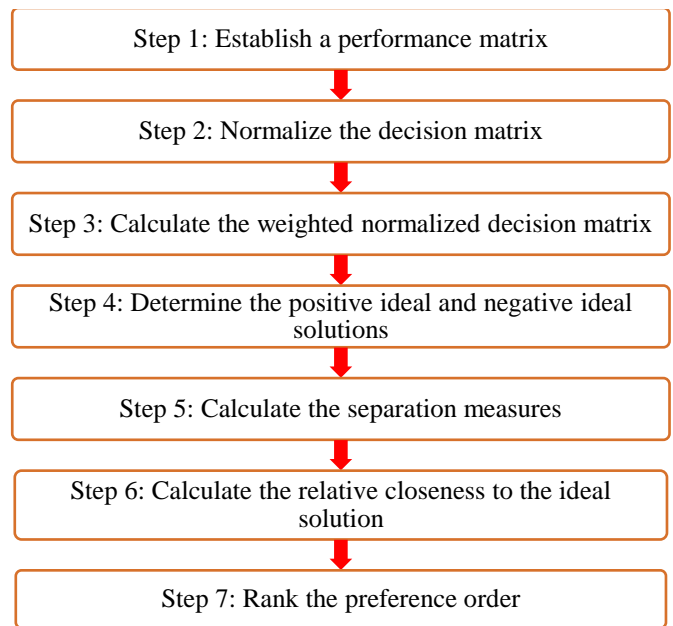 Step 1: Establish a performance matrix
Step 2: Normalize the decision matrix
Step 3: Calculate the weighted normalized decision matrix
Step 4: Determine the positive ideal and negative ideal
solutions
Step 5: Calculate the separation measures
Step 6: Calculate the relative closeness to the ideal
solution
Step 7: Rank the preference order